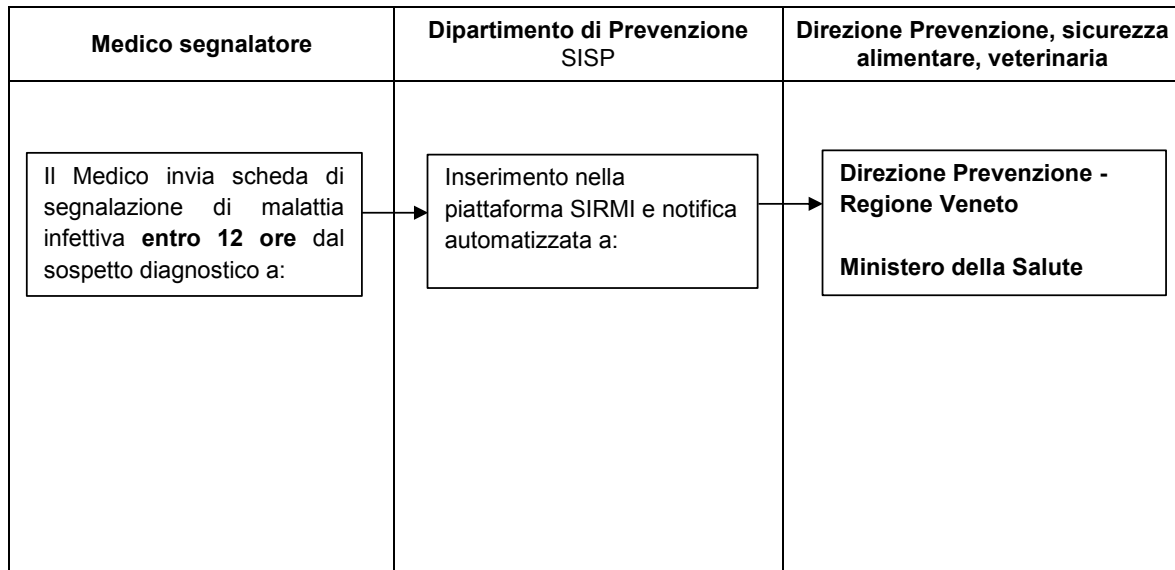 Medico segnalatore
Dipartimento di Prevenzione
SISP
Direzione Prevenzione, sicurezza
alimentare, veterinaria
Il Medico invia scheda di
segnalazione di malattia
infettiva entro 12 ore dal
sospetto diagnostico a:
Inserimento nella
piattaforma SIRMI e notifica
automatizzata a:
Direzione Prevenzione -
Regione Veneto
Ministero della Salute